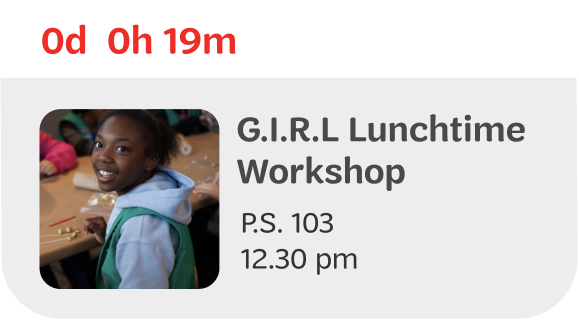 0d 0h 19m
G.I.R.L Lunchtime
Workshop
P.S. 103
12.30 pm